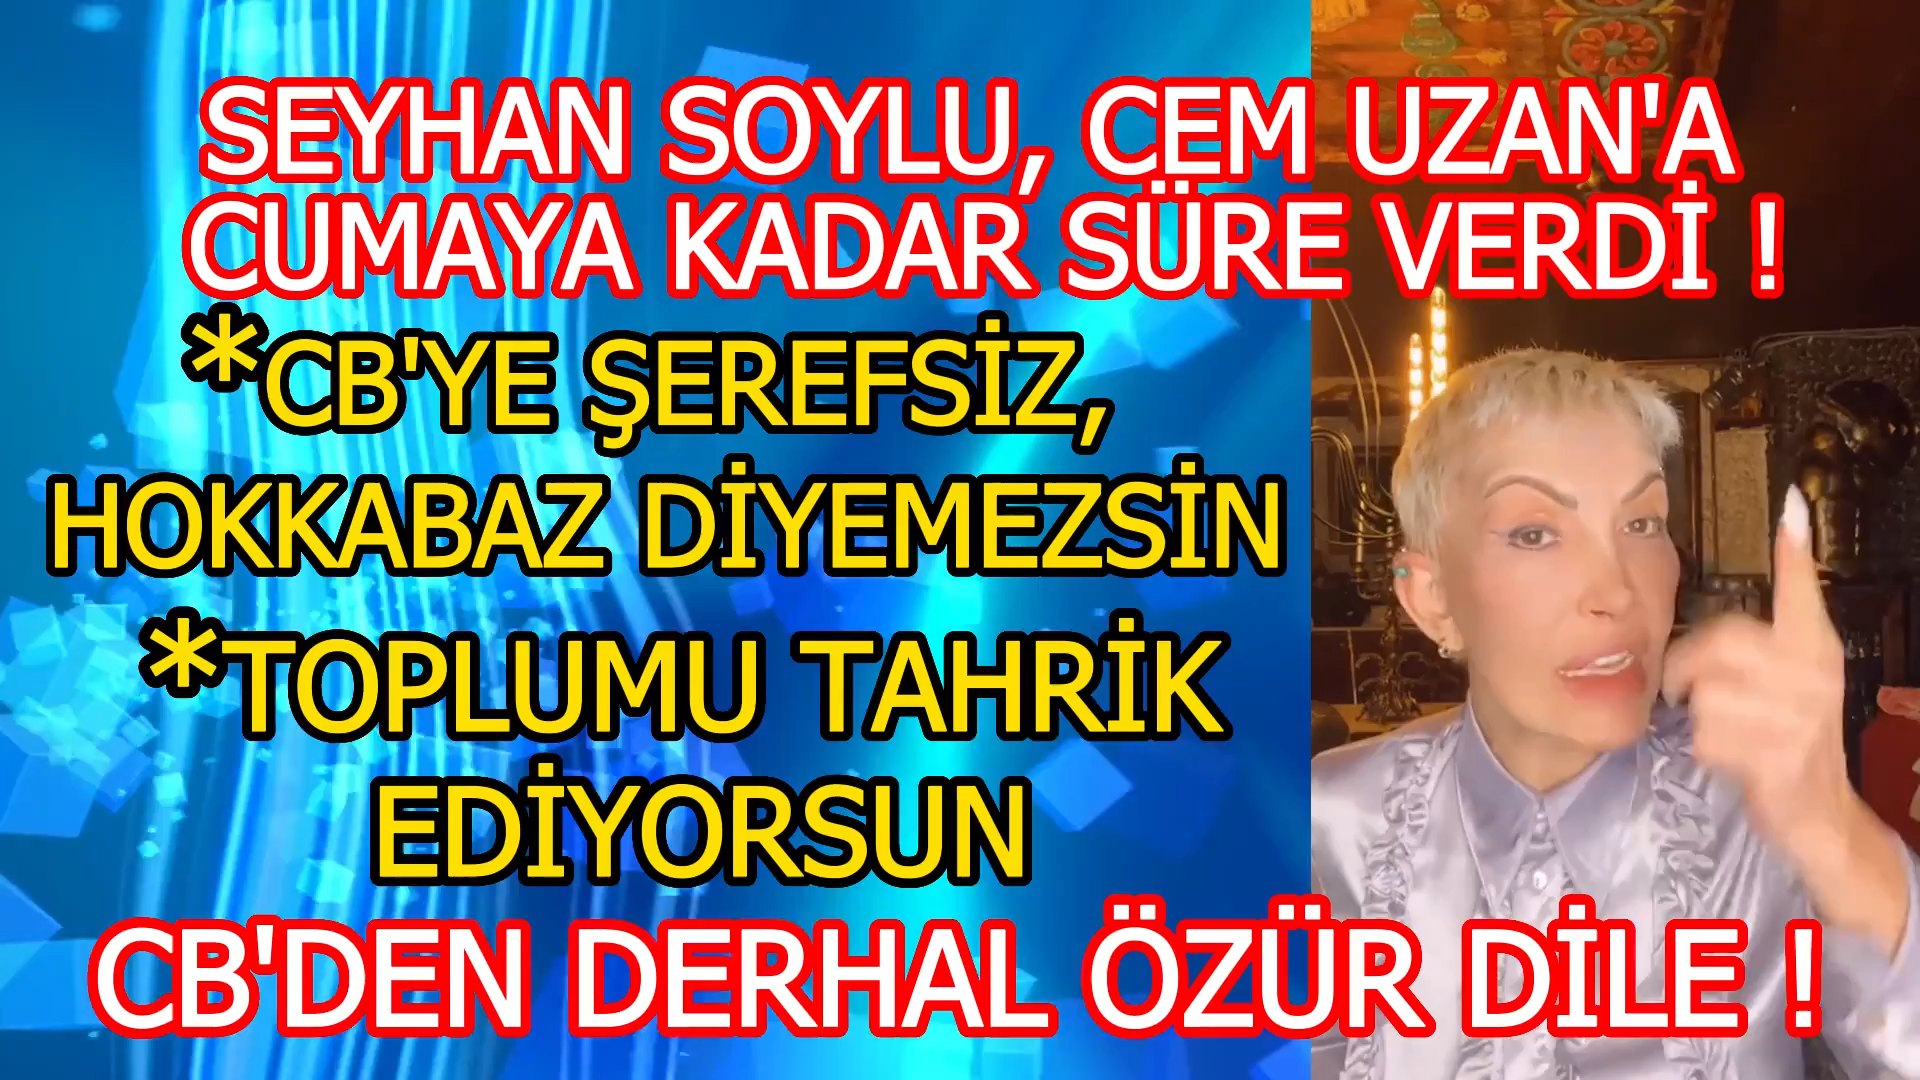 SEYHAN SOYLU, CEM UZAN'A
CUMAYA KADAR SÜRE VERDİ !
*CB'YE ŞEREFSİZ,
HOKKABAZ DİYEMEZSİN
*TOPLUMU TAHRİK
EDİYORSUN
CB'DEN DERHAL ÖZÜR DİLE !